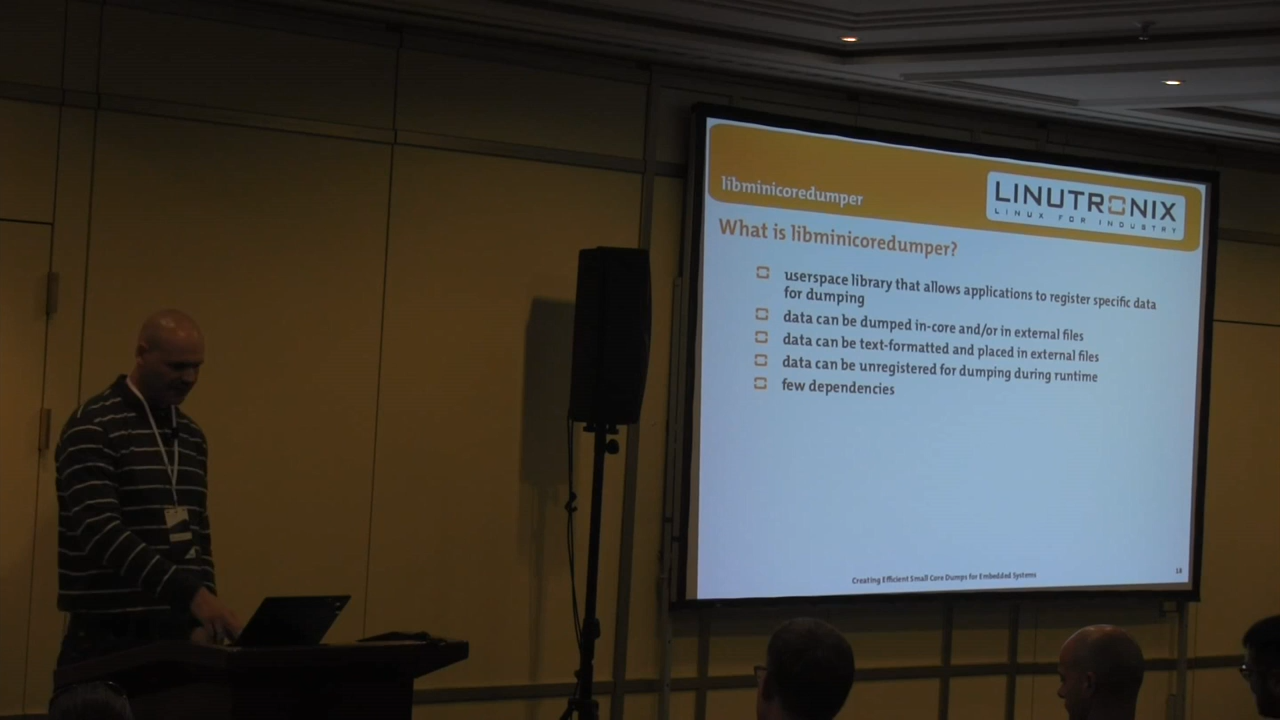 libminicoredumper
LINUTRONIX
LINUX FOR INDUSTRY
What is libminicoredumper?
userspace library that allows applications to register specific data
for dumping
data can be dumped in-core and/or in external files
data can be text-formatted and placed in external files
data can be unregistered for dumping during runtime
few dependencies
Creating Efficient Small Core Dumps for Embedded Systems
18